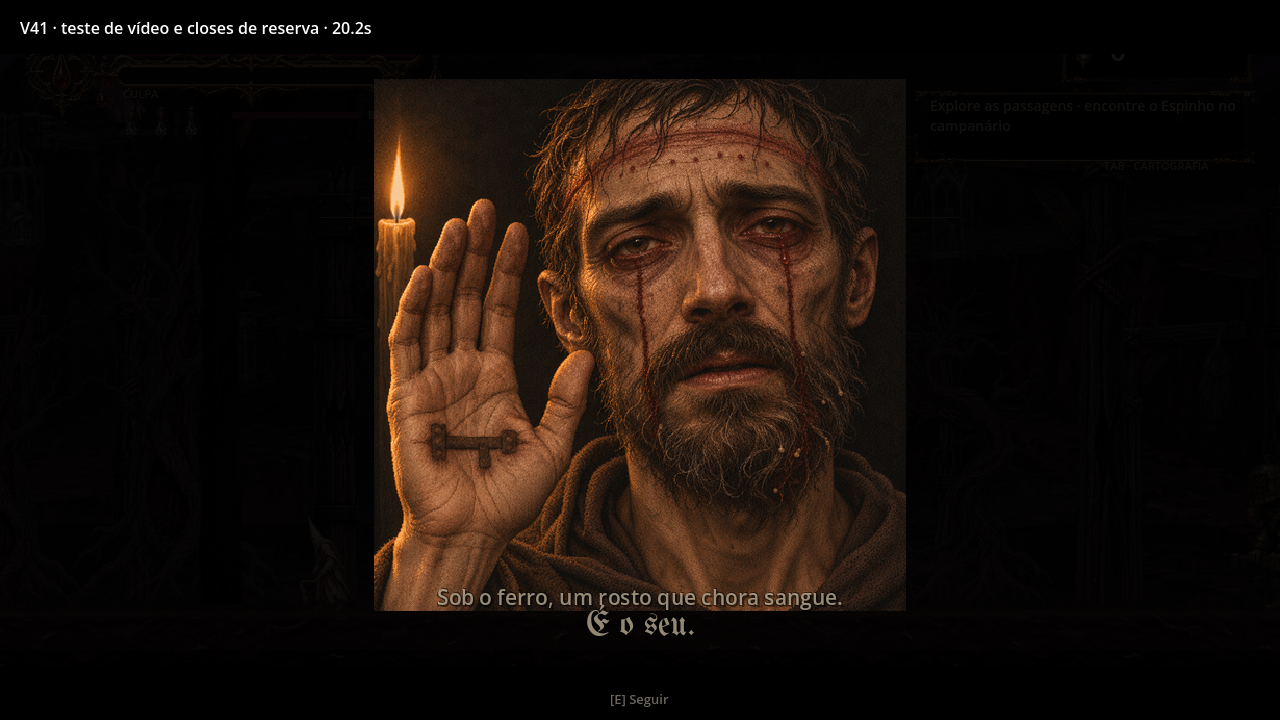 V41 · teste de vídeo e closes de reserva · 20.2s
CULPA
Explore as passagens · encontre o Espinho no
campanário
TAB · CARTOGRAFIA
Sob o ferro, um rosto que chora sangue.
É o seu.
[E] Seguir